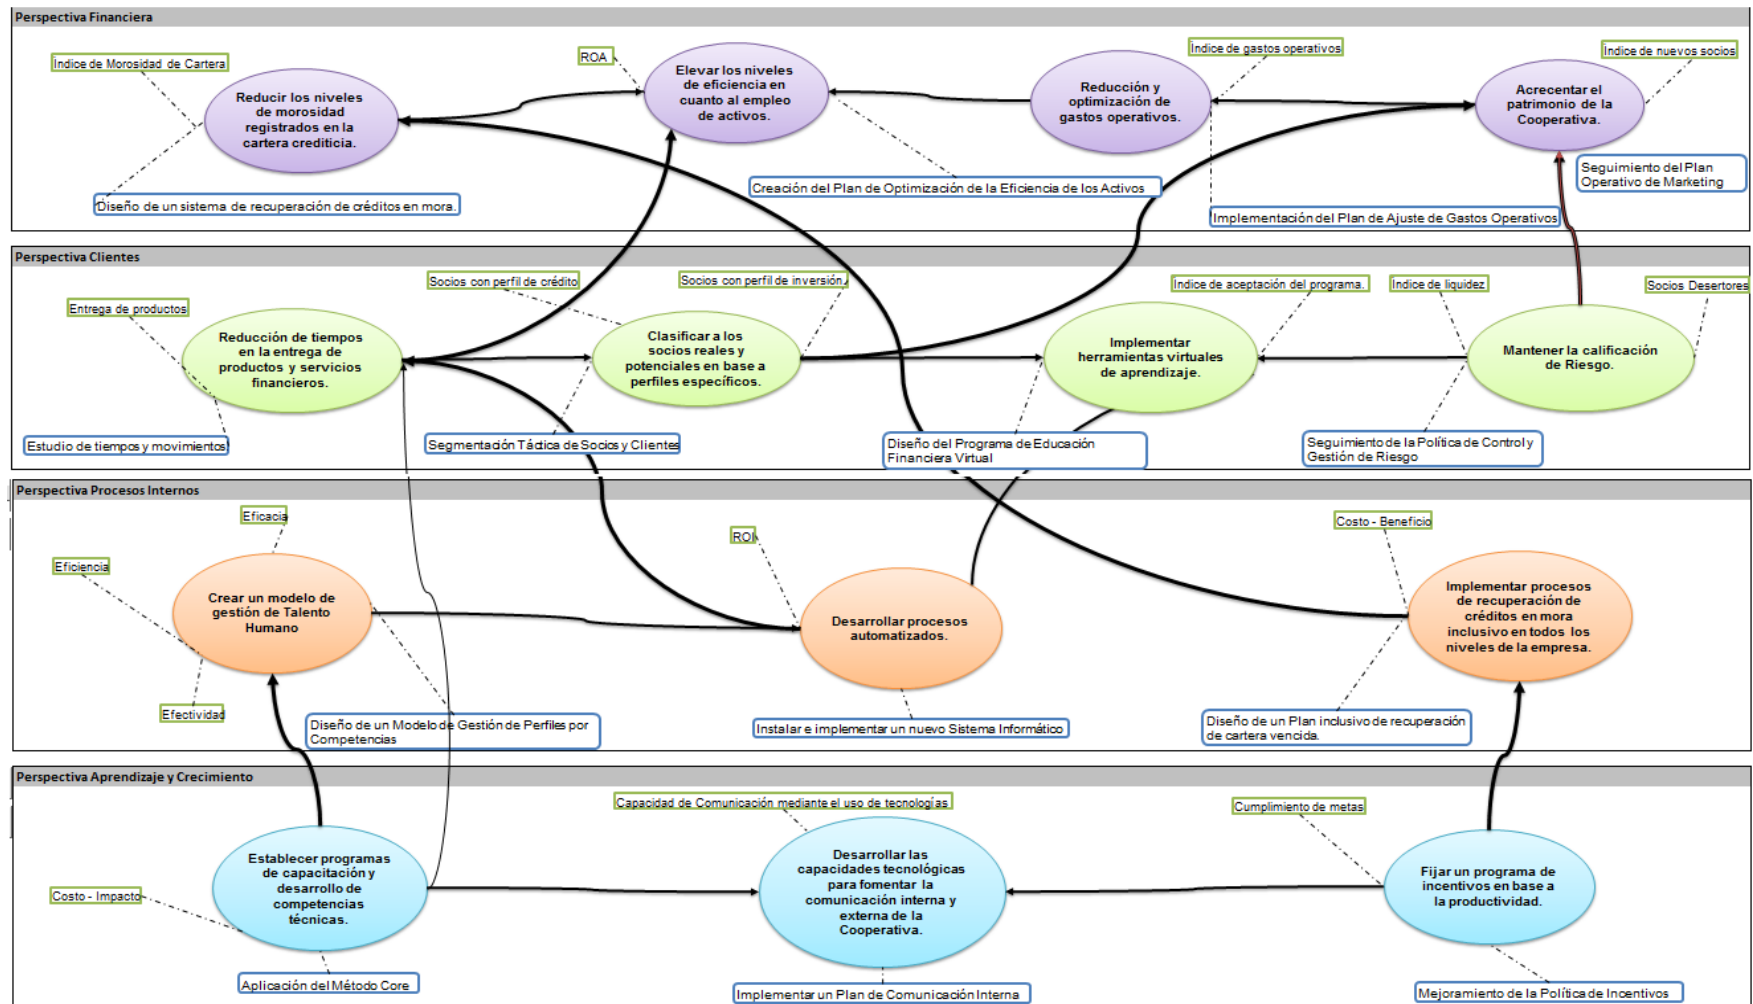 Perspectiva Financiera
Índice de Morosidad de Cartera
ROA
Índice de gastos operativos
Índice de nuevos socios
Reducir los niveles
de morosidad
registrados en la
cartera crediticia.
Elevar los niveles
de eficiencia en
cuanto al empleo
de activos.
Reducción y
optimización de
gastos operativos.
Acrecentar el
patrimonio de la
Cooperativa.
Diseño de un sistema de recuperación de créditos en mora.
Creación del Plan de Optimización de la Eficiencia de los Activos
Implementación del Plan de Ajuste de Gastos Operativos
Seguimiento del Plan
Operativo de Marketing
Perspectiva Clientes
Entrega de productos
Socios con perfil de crédito
Socios con perfil de inversión
Indice de aceptación del programa.
Índice de liquidez
Socios Desertores
Reducción de tiempos
en la entrega de
productos y servicios
financieros.
Clasificar a los
socios reales y
potenciales en base a
perfiles específicos.
Implementar
herramientas virtuales
de aprendizaje.
Mantener la calificación
de Riesgo.
Estudio de tiempos y movimientos
Segmentación Táctica de Socios y Clientes
Diseño del Programa de Educación
Financiera Virtual
Seguimiento de la Política de Control y
Gestión de Riesgo
Perspectiva Procesos Internos
Eficacia
Eficiencia
Efectividad
ROI
Costo - Beneficio
Crear un modelo de
gestión de Talento
Humano
Desarrollar procesos
automatizados.
Implementar procesos
de recuperación de
créditos en mora
inclusivo en todos los
niveles de la empresa.
Diseño de un Modelo de Gestión de Perfiles por
Competencias
Instalar e implementar un nuevo Sistema Informático
Diseño de un Plan inclusivo de recuperación
de cartera vencida.
Perspectiva Aprendizaje y Crecimiento
Costo - Impacto
Capacidad de Comunicación mediante el uso de tecnologías
Cumplimiento de metas
Establecer programas
de capacitación y
desarrollo de
competencias
técnicas.
Desarrollar las
capacidades tecnológicas
para fomentar la
comunicación interna y
externa de la
Cooperativa.
Fijar un programa de
incentivos en base a
la productividad.
Aplicación del Método Core
Implementar un Plan de Comunicación Interna
Mejoramiento de la Política de Incentivos